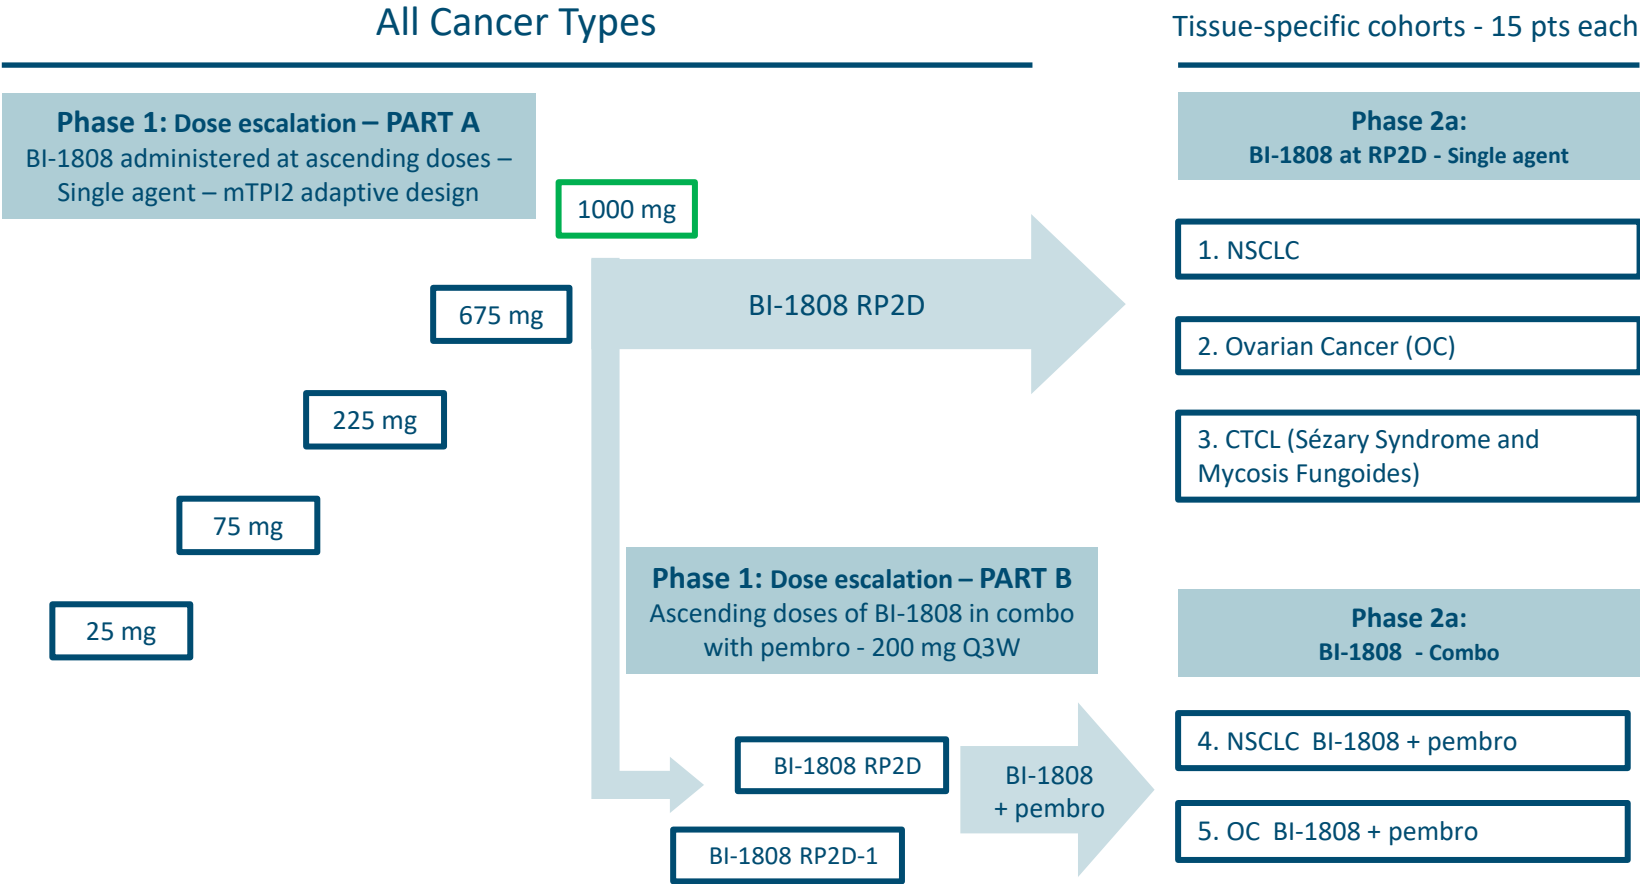 All Cancer Types
Tissue-specific cohorts - 15 pts each
Phase 1: Dose escalation – PART A
BI-1808 administered at ascending doses –
Single agent – mTPI2 adaptive design
1000 mg
675 mg
225 mg
75 mg
25 mg
BI-1808 RP2D
Phase 2a:
BI-1808 at RP2D - Single agent
1. NSCLC
2. Ovarian Cancer (OC)
3. CTCL (Sézary Syndrome and
Mycosis Fungoides)
Phase 1: Dose escalation – PART B
Ascending doses of BI-1808 in combo
with pembro - 200 mg Q3W
BI-1808 RP2D
BI-1808 RP2D-1
BI-1808
+ pembro
Phase 2a:
BI-1808 - Combo
4. NSCLC BI-1808 + pembro
5. OC BI-1808 + pembro